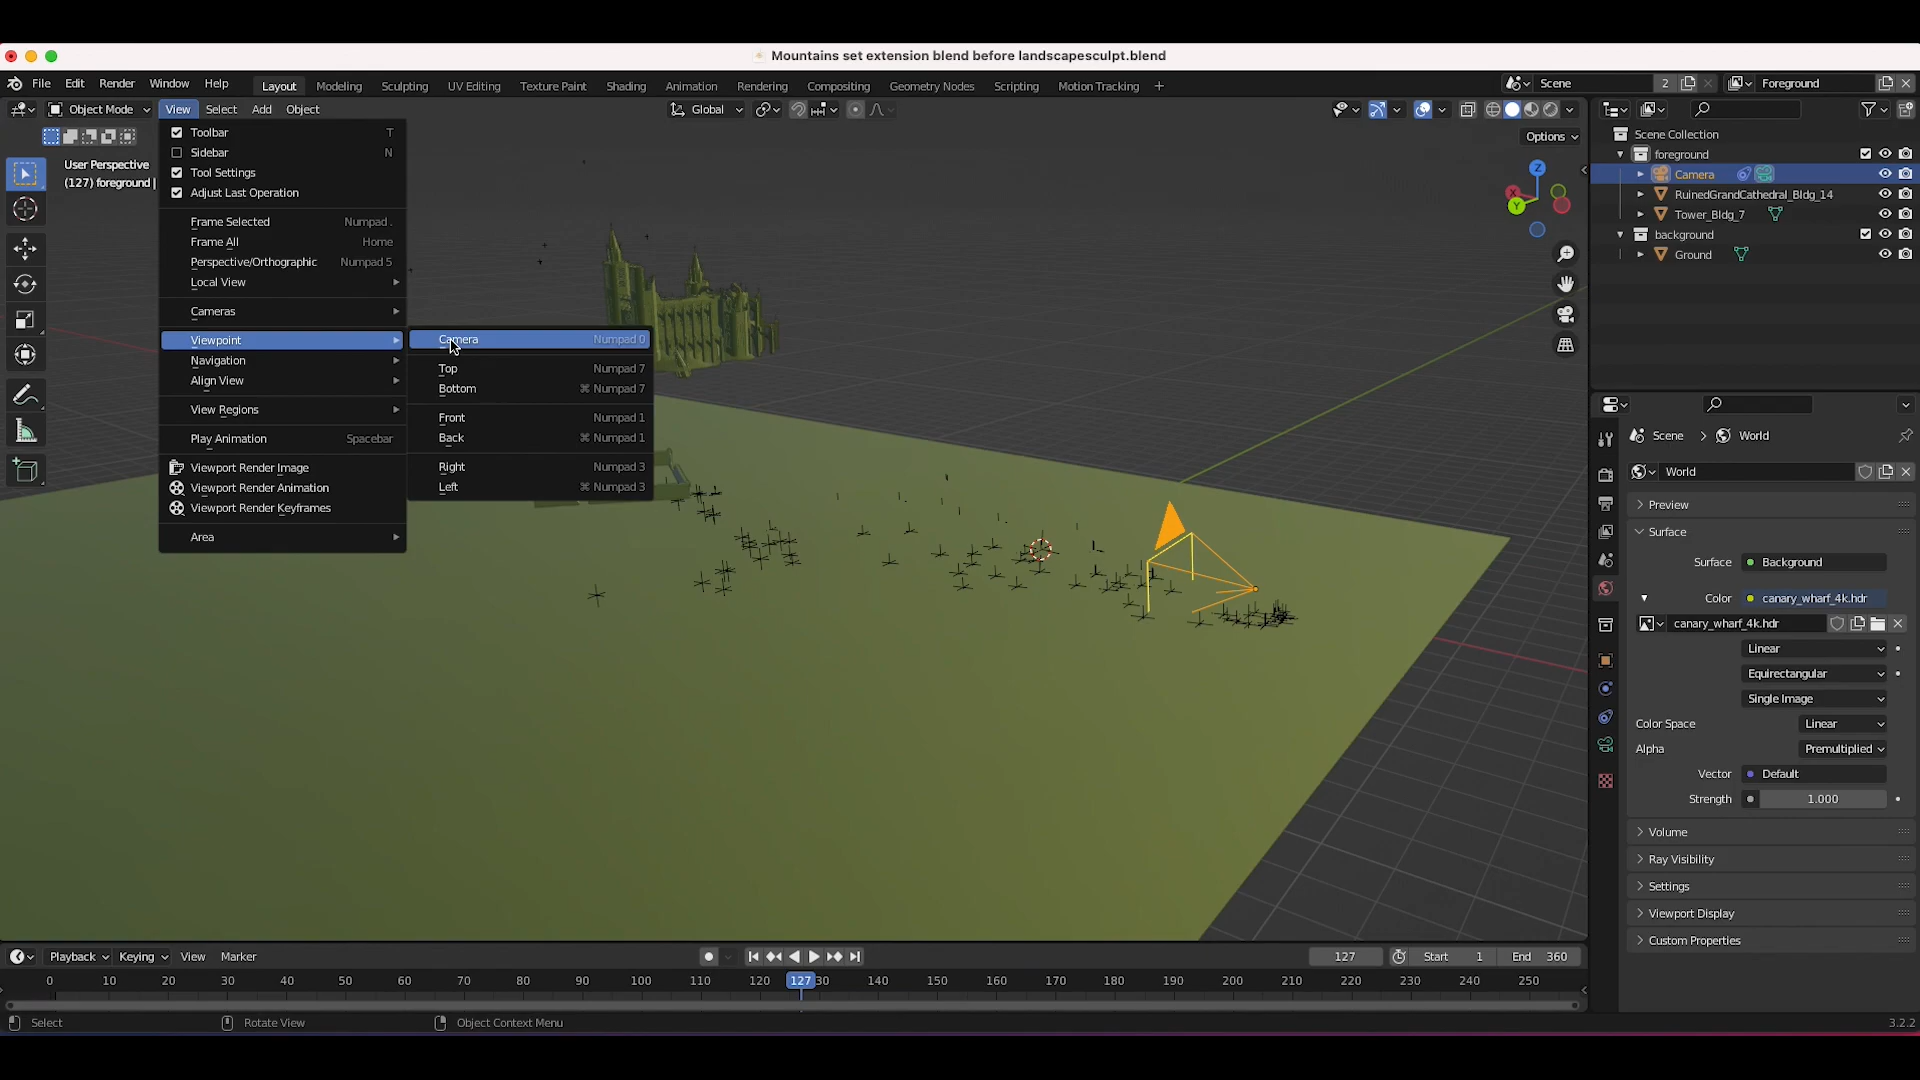 Mountains set extension blend before landscapesculpt.blend
File Edit Render Window Help Layout Modeling Sculpting UV Editing Texture Paint Shading Animation Rendering Compositing Geometry Nodes Scripting Motion Tracking + Scene 2 Foreground
Object Mode View Select Add Object Global
Options
User Perspective
(127) foreground |
Toolbar T
Sidebar N
Tool Settings
Adjust Last Operation
Frame Selected Numpad .
Frame All Home
Perspective/Orthographic Numpad 5
Local View
Cameras
Viewpoint
Navigation
Align View
View Regions
Play Animation Spacebar
Viewport Render Image
Viewport Render Animation
Viewport Render Keyframes
Area
Camera Numpad 0
Top Numpad 7
Bottom ⌘ Numpad 7
Front Numpad 1
Back ⌘ Numpad 1
Right Numpad 3
Left ⌘ Numpad 3
Z
X
Y
Scene Collection
foreground
Camera
RuinedGrandCathedral_Bldg_14
Tower_Bldg_7
background
Ground
Scene World
World
Preview
Surface
Surface Background
Color canary_wharf_4k.hdr
canary_wharf_4k.hdr
Linear
Equirectangular
Single Image
Color Space Linear
Alpha Premultiplied
Vector Default
Strength 1.000
Volume
Ray Visibility
Settings
Viewport Display
Custom Properties
Playback Keying View Marker 127 Start 1 End 360
0 10 20 30 40 50 60 70 80 90 100 110 120 127 30 140 150 160 170 180 190 200 210 220 230 240 250
Select Rotate View Object Context Menu 3.2.2